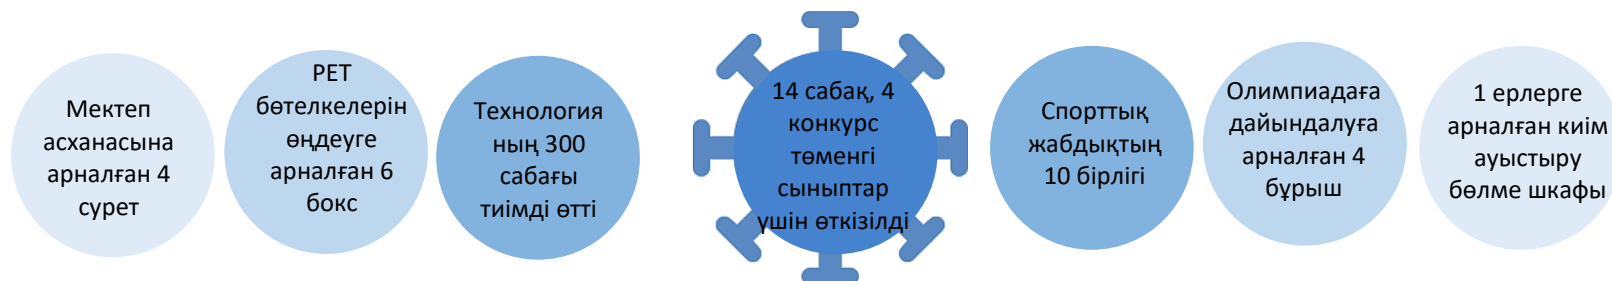 Мектеп
асханасына
арналған 4
сурет
PET
бөтелкелерін
өңдеуге
арналған 6
бокс
Технология
ның 300
сабағы
тиімді өтті
14 сабақ, 4
конкурс
төменгі
сыныптар
үшін өткізілді
Спорттық
жабдықтың
10 бірлігі
Олимпиадаға
дайындалуға
арналған 4
бұрыш
1 ерлерге
арналған киім
ауыстыру
бөлме шкафы